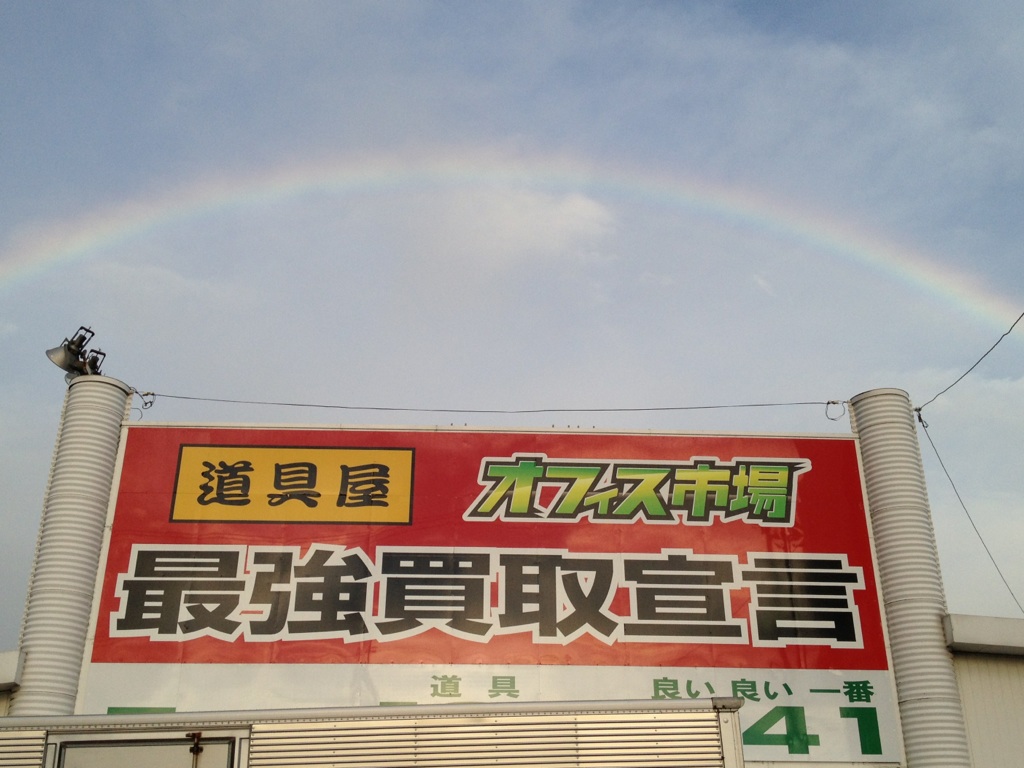 道具屋 オフィス市場
最強買取宣言
道具 良い 良い 一番
41